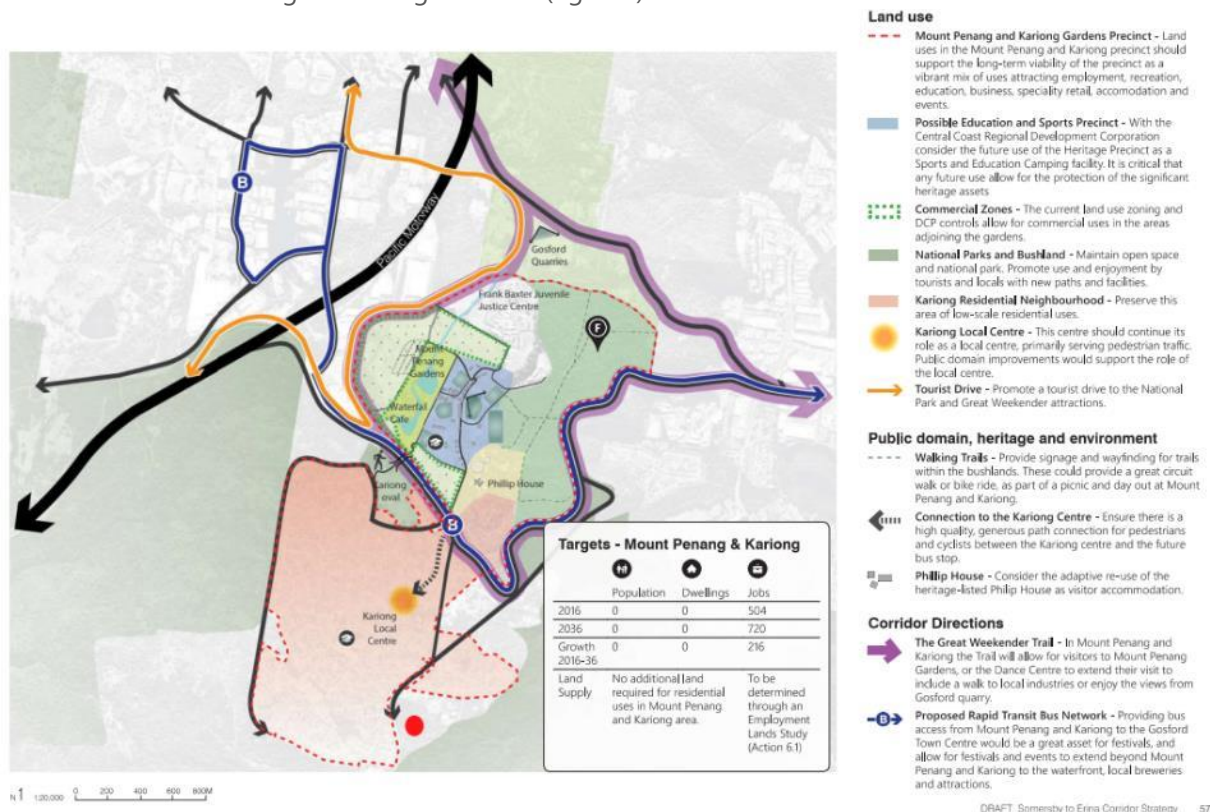 Pacific Motorway
Gosford
Quarries
Frank Baxter Juvenile
Justice Centre
Mount
Penang
Gaidens
Waterfall
Cafe
Kariong
oval
Phillip House
Kariong
Local
Centre
B
B
F
Targets - Mount Penang & Kariong
Population Dwellings Jobs
2016 0 0 504
2036 0 0 720
Growth 2016-36 0 0 216
Land Supply
No additional land
required for residential
uses in Mount Penang
and Kariong area.
To be
determined
through an
Employment
Lands Study
(Action 6.1)
N 1 1:20,000 0 200 400 600 800M
Land use
Mount Penang and Kariong Gardens Precinct - Land
uses in the Mount Penang and Kariong precinct should
support the long-term viability of the precinct as a
vibrant mix of uses attracting employment, recreation,
education, business, speciality retail, accomodation and
events.
Possible Education and Sports Precinct - With the
Central Coast Regional Development Corporation
consider the future use of the Heritage Precinct as a
Sports and Education Camping facility. It is critical that
any future use allow for the protection of the significant
heritage assets
Commercial Zones - The current land use zoning and
DCP controls allow for commercial uses in the areas
adjoining the gardens.
National Parks and Bushland - Maintain open space
and national park. Promote use and enjoyment by
tourists and locals with new paths and facilities.
Kariong Residential Neighbourhood - Preserve this
area of low-scale residential uses.
Kariong Local Centre - This centre should continue its
role as a local centre, primarily serving pedestrian traffic.
Public domain improvements would support the role of
the local centre.
Tourist Drive - Promote a tourist drive to the National
Park and Great Weekender attractions.
Public domain, heritage and environment
Walking Trails - Provide signage and wayfinding for trails
within the bushlands. These could provide a great circuit
walk or bike ride, as part of a picnic and day out at Mount
Penang and Kariong.
Connection to the Kariong Centre - Ensure there is a
high quality, generous path connection for pedestrians
and cyclists between the Kariong centre and the future
bus stop.
Phillip House - Consider the adaptive re-use of the
heritage-listed Philip House as visitor accommodation.
Corridor Directions
The Great Weekender Trail - In Mount Penang and
Kariong the Trail will allow for visitors to Mount Penang
Gardens, or the Dance Centre to extend their visit to
include a walk to local industries or enjoy the views from
Gosford quarry.
B Proposed Rapid Transit Bus Network - Providing bus
access from Mount Penang and Kariong to the Gosford
Town Centre would be a great asset for festivals, and
allow for festivals and events to extend beyond Mount
Penang and Kariong to the waterfront, local breweries
and attractions.
DRAFT Somersby to Erina Corridor Strategy 57